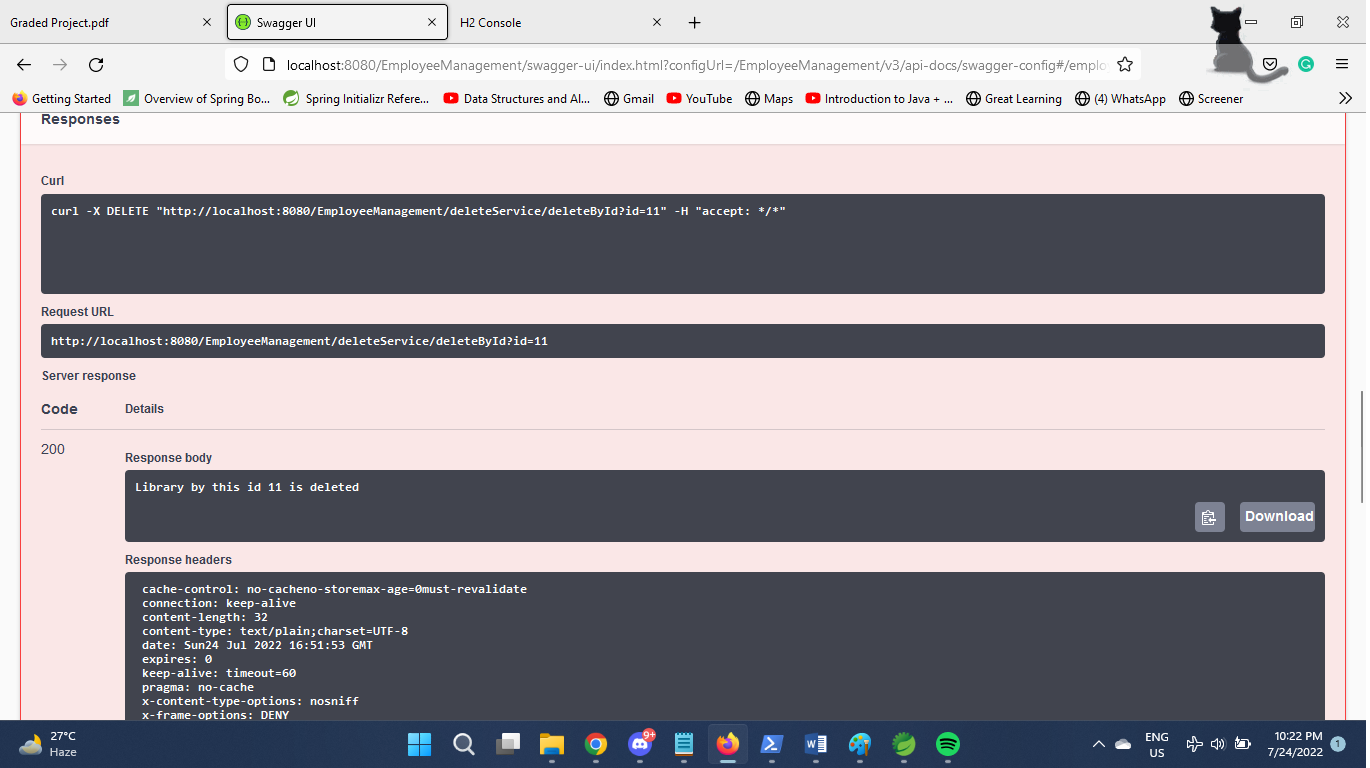 Graded Project.pdf
Swagger UI
H2 Console
localhost:8080/EmployeeManagement/swagger-ui/index.html?configUrl=/EmployeeManagement/v3/api-docs/swagger-config#/emplo
Getting Started
Overview of Spring Bo...
Spring Initializr Refere...
Data Structures and Al...
Gmail
YouTube
Maps
Introduction to Java + ...
Great Learning
(4) WhatsApp
Screener
Responses
Curl
curl -X DELETE "http://localhost:8080/EmployeeManagement/deleteService/deleteById?id=11" -H "accept: */*"
Request URL
http://localhost:8080/EmployeeManagement/deleteService/deleteById?id=11
Server response
Code
Details
200
Response body
Library by this id 11 is deleted
Download
Response headers
cache-control: no-cacheno-storemax-age=0must-revalidate
connection: keep-alive
content-length: 32
content-type: text/plain;charset=UTF-8
date: Sun24 Jul 2022 16:51:53 GMT
expires: 0
keep-alive: timeout=60
pragma: no-cache
x-content-type-options: nosniff
x-frame-options: DENY
27°C
Haze
9+
ENG
US
10:22 PM
7/24/2022
1